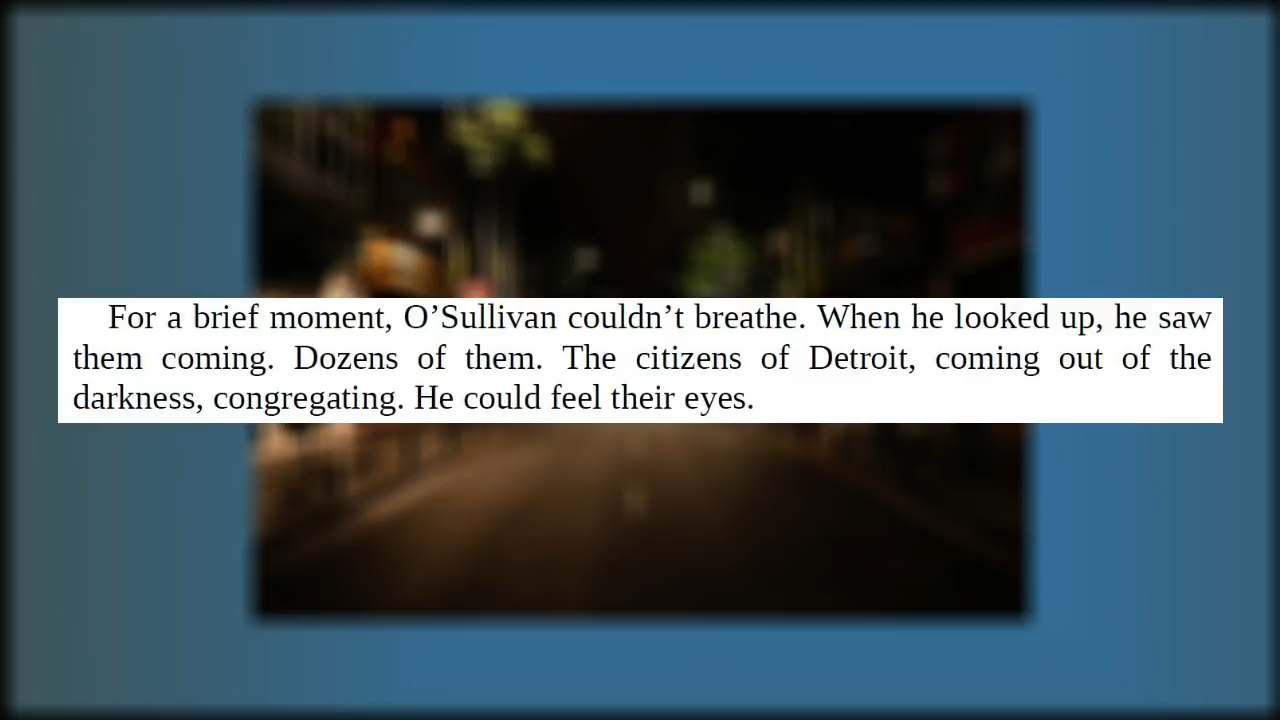 For a brief moment, O’Sullivan couldn’t breathe. When he looked up, he saw
them coming. Dozens of them. The citizens of Detroit, coming out of the
darkness, congregating. He could feel their eyes.